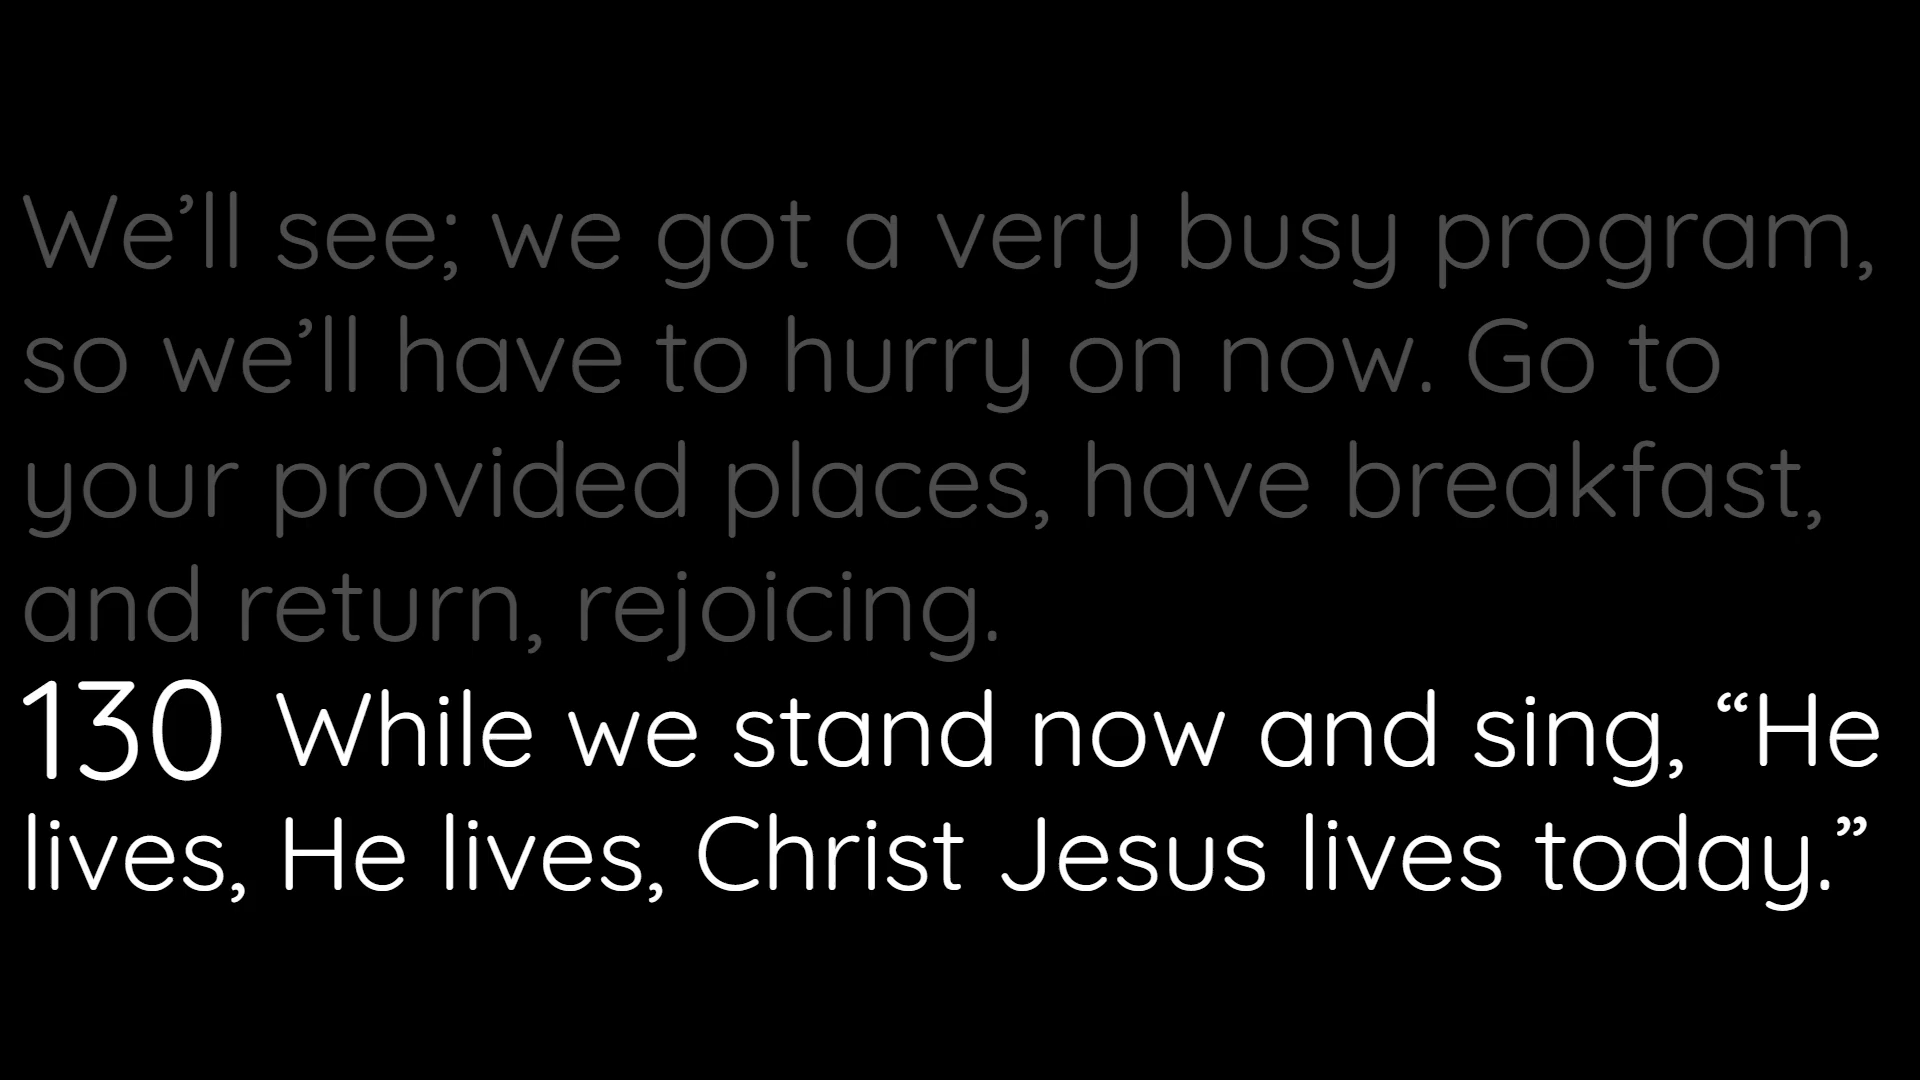 We’ll see; we got a very busy program,
so we’ll have to hurry on now. Go to
your provided places, have breakfast,
and return, rejoicing.
130 While we stand now and sing, “He
lives, He lives, Christ Jesus lives today.”